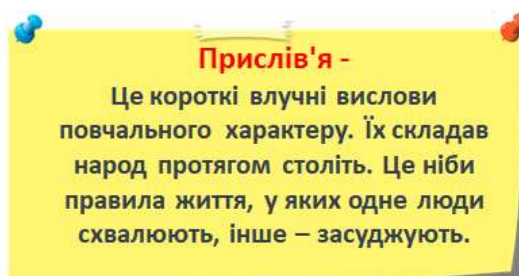 Прислів'я -
Це короткі влучні вислови
повчального характеру. Їх складав
народ протягом століть. Це ніби
правила життя, у яких одне люди
схвалюють, інше – засуджують.